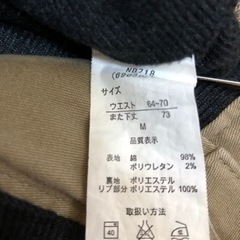 サイズ
ウエスト 64-70
また下丈 73
M
品質表示
表地 綿 98%
ポリウレタン 2%
裏地 ポリエステル
リブ部分 ポリエステル 100%
取扱い方法
40